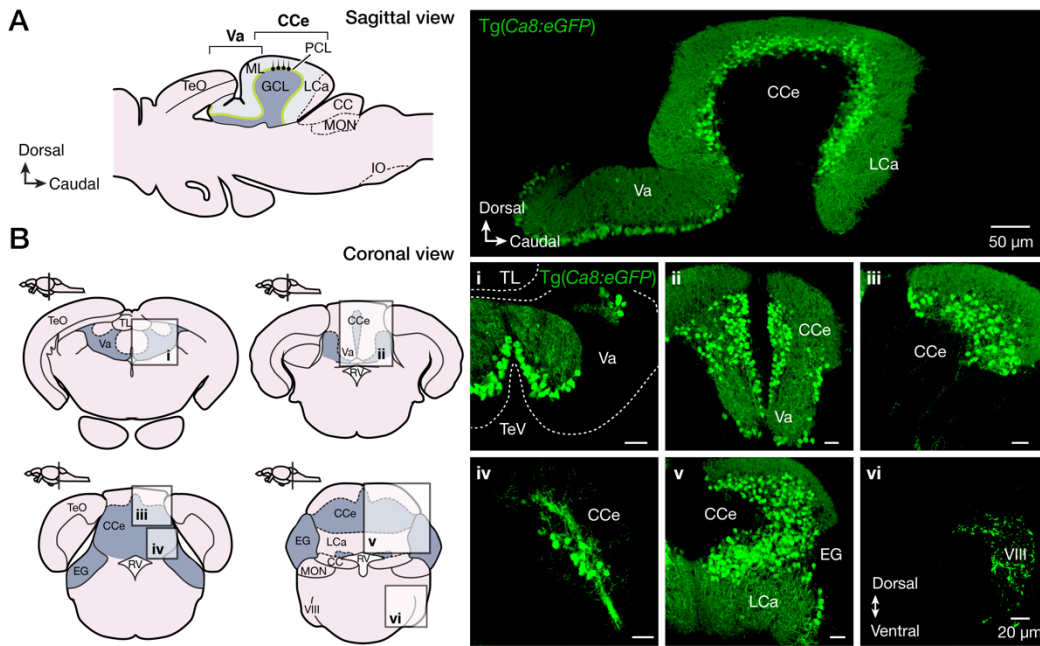 A
Sagittal view
CCe
Va
PCL
ML
TeO
GCL
LCa
CC
MON
IO
Dorsal
Caudal
Tg(Ca8:eGFP)
CCe
LCa
Va
Dorsal
Caudal
50 µm
B
Coronal view
TeO
TL
Va
i
CCe
Va
ii
RV
TeO
iii
CCe
iv
EG
RV
CCe
v
EG
LCa
RV
CC
MON
VIII
vi
i
TL
Tg(Ca8:eGFP)
Va
TeV
ii
CCe
Va
iii
CCe
iv
CCe
v
CCe
EG
LCa
vi
VIII
Dorsal
Ventral
20 µm